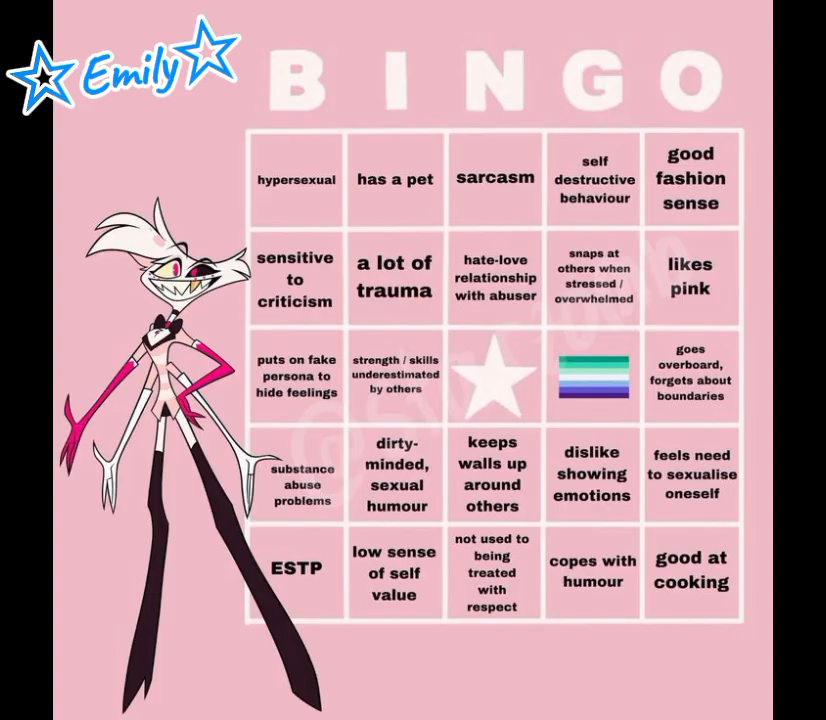 Emily
B I N G O
hypersexual
has a pet
sarcasm
self
destructive
behaviour
good
fashion
sense
sensitive
to
criticism
a lot of
trauma
hate-love
relationship
with abuser
snaps at
others when
stressed /
overwhelmed
likes
pink
puts on fake
persona to
hide feelings
strength / skills
underestimated
by others
goes
overboard,
forgets about
boundaries
substance
abuse
problems
dirty-
minded,
sexual
humour
keeps
walls up
around
others
dislike
showing
emotions
feels need
to sexualise
oneself
ESTP
low sense
of self
value
not used to
being
treated
with
respect
copes with
humour
good at
cooking